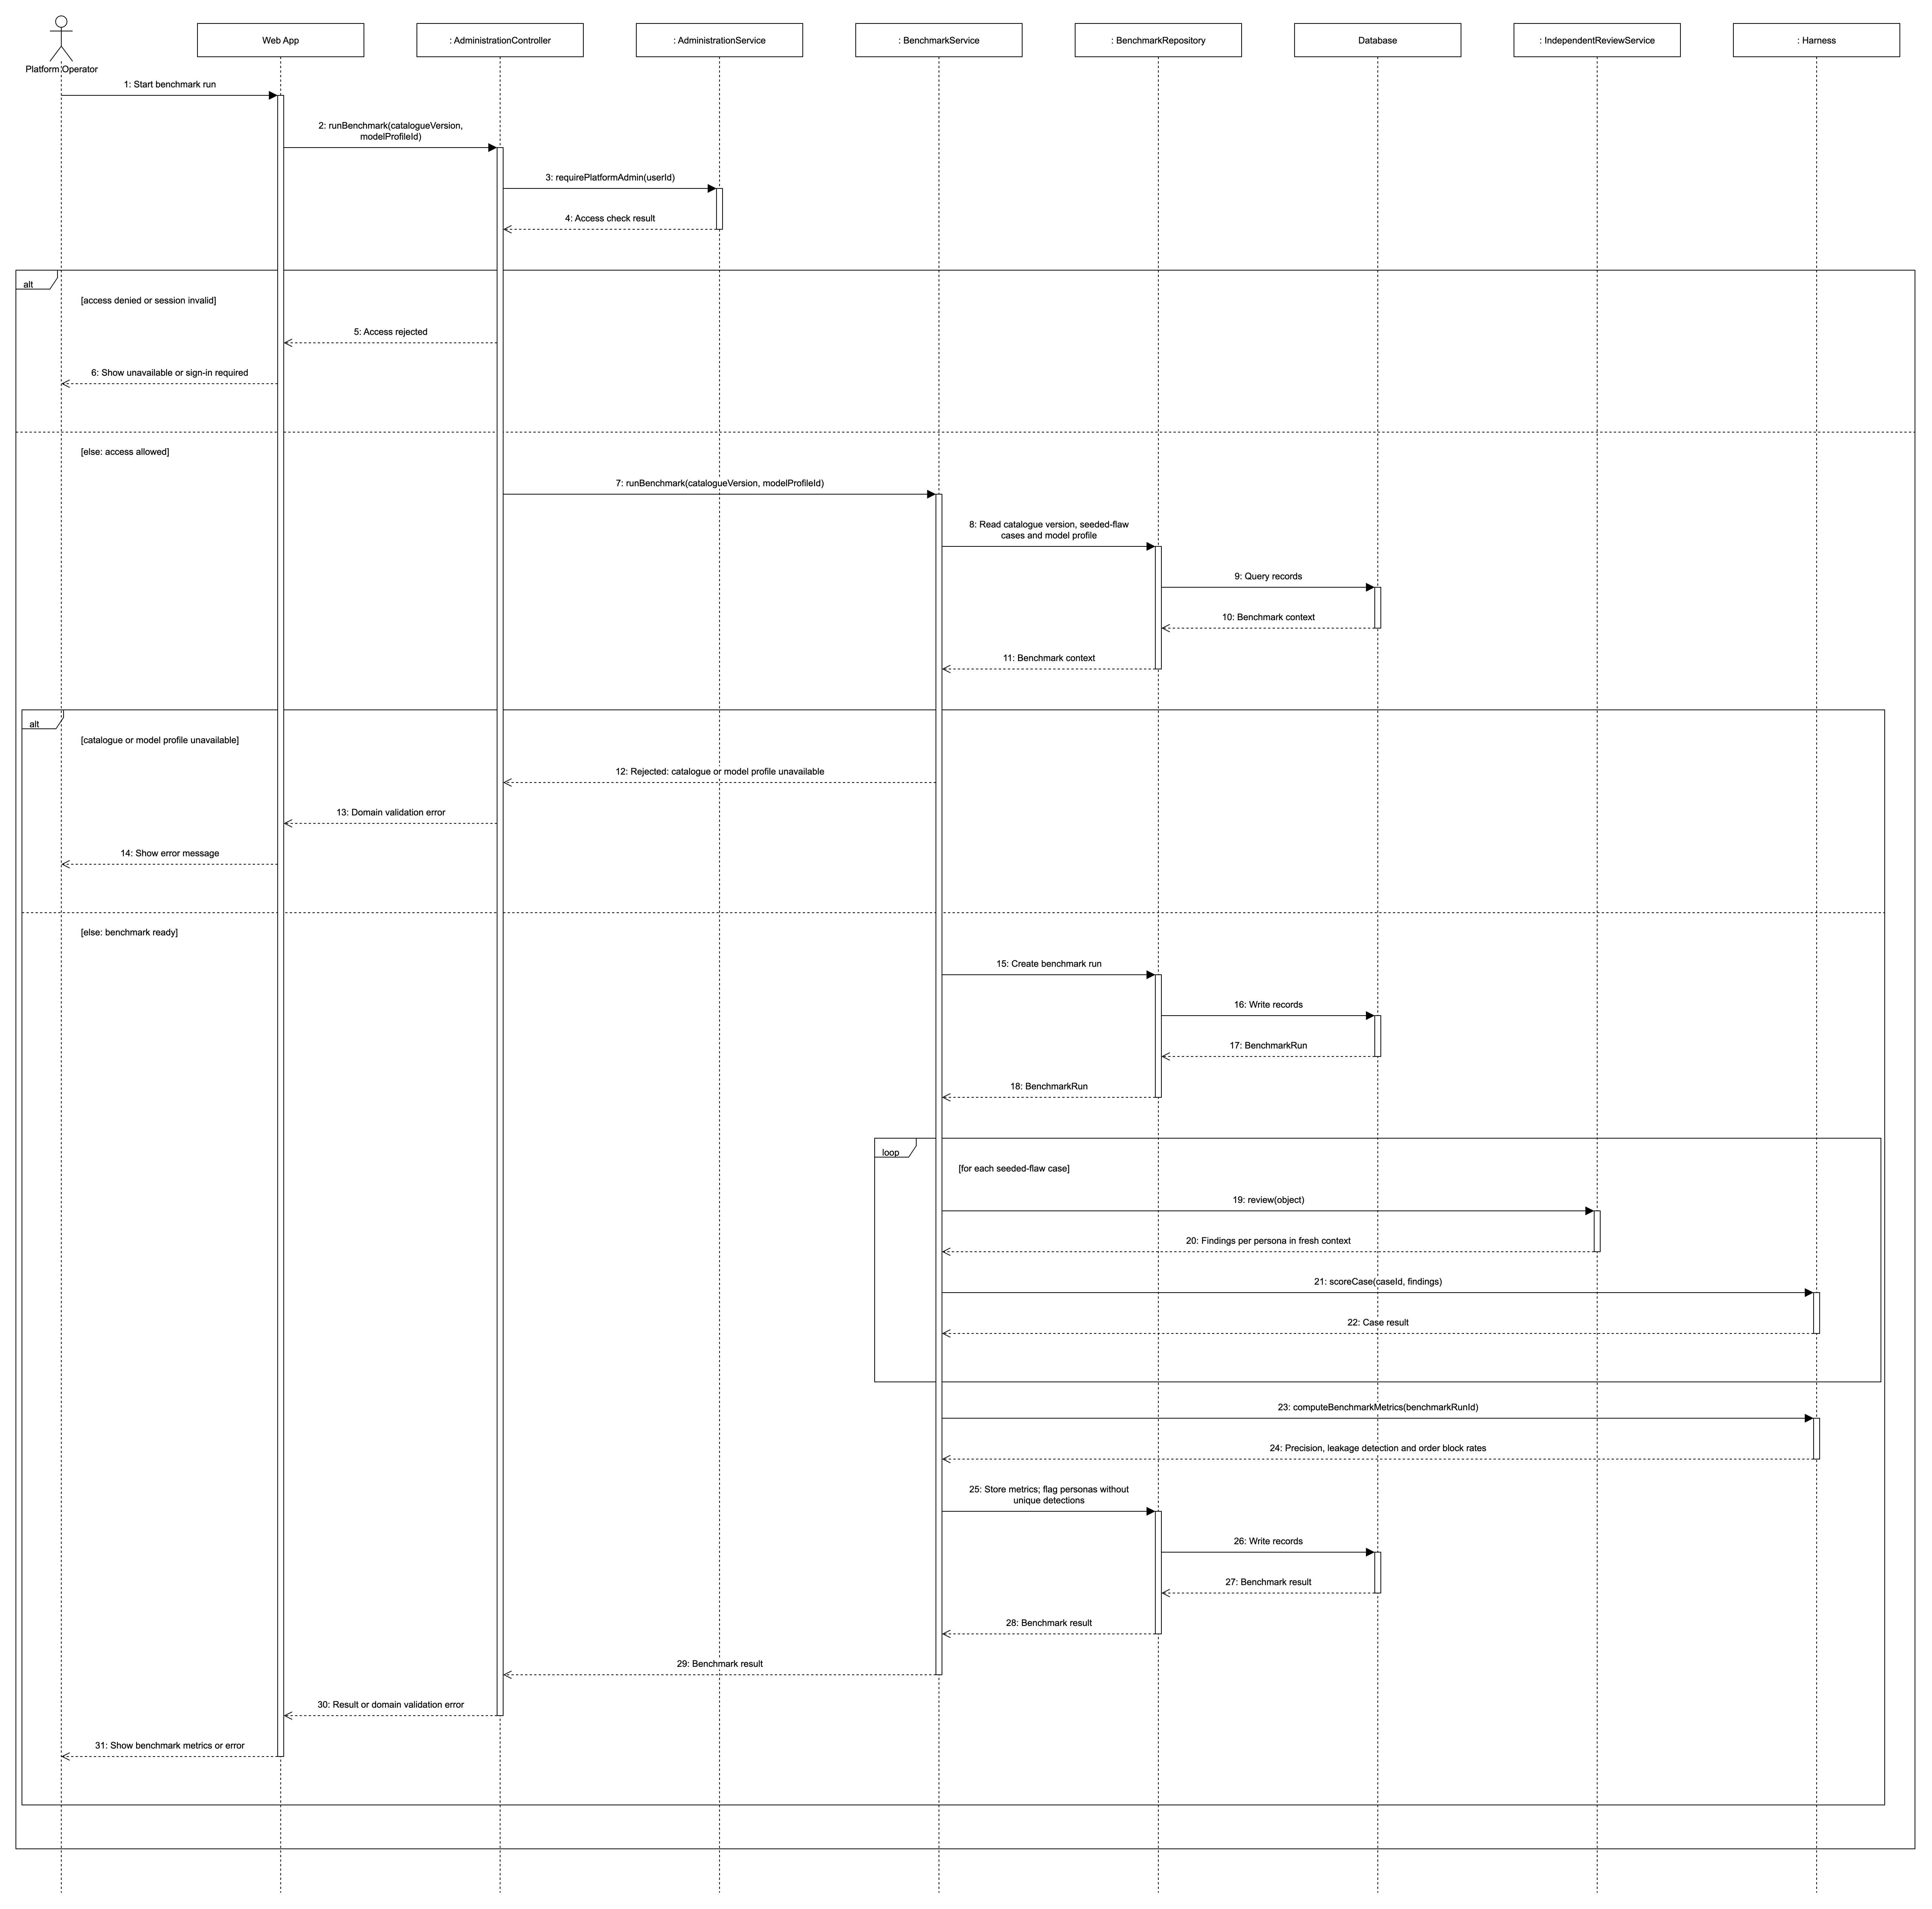 Platform Operator
Web App
: AdministrationController
: AdministrationService
: BenchmarkService
: BenchmarkRepository
Database
: IndependentReviewService
: Harness
1: Start benchmark run
2: runBenchmark(catalogueVersion,
modelProfileId)
3: requirePlatformAdmin(userId)
4: Access check result
alt
[access denied or session invalid]
5: Access rejected
6: Show unavailable or sign-in required
[else: access allowed]
7: runBenchmark(catalogueVersion, modelProfileId)
8: Read catalogue version, seeded-flaw
cases and model profile
9: Query records
10: Benchmark context
11: Benchmark context
alt
[catalogue or model profile unavailable]
12: Rejected: catalogue or model profile unavailable
13: Domain validation error
14: Show error message
[else: benchmark ready]
15: Create benchmark run
16: Write records
17: BenchmarkRun
18: BenchmarkRun
loop
[for each seeded-flaw case]
19: review(object)
20: Findings per persona in fresh context
21: scoreCase(caseId, findings)
22: Case result
23: computeBenchmarkMetrics(benchmarkRunId)
24: Precision, leakage detection and order block rates
25: Store metrics; flag personas without
unique detections
26: Write records
27: Benchmark result
28: Benchmark result
29: Benchmark result
30: Result or domain validation error
31: Show benchmark metrics or error